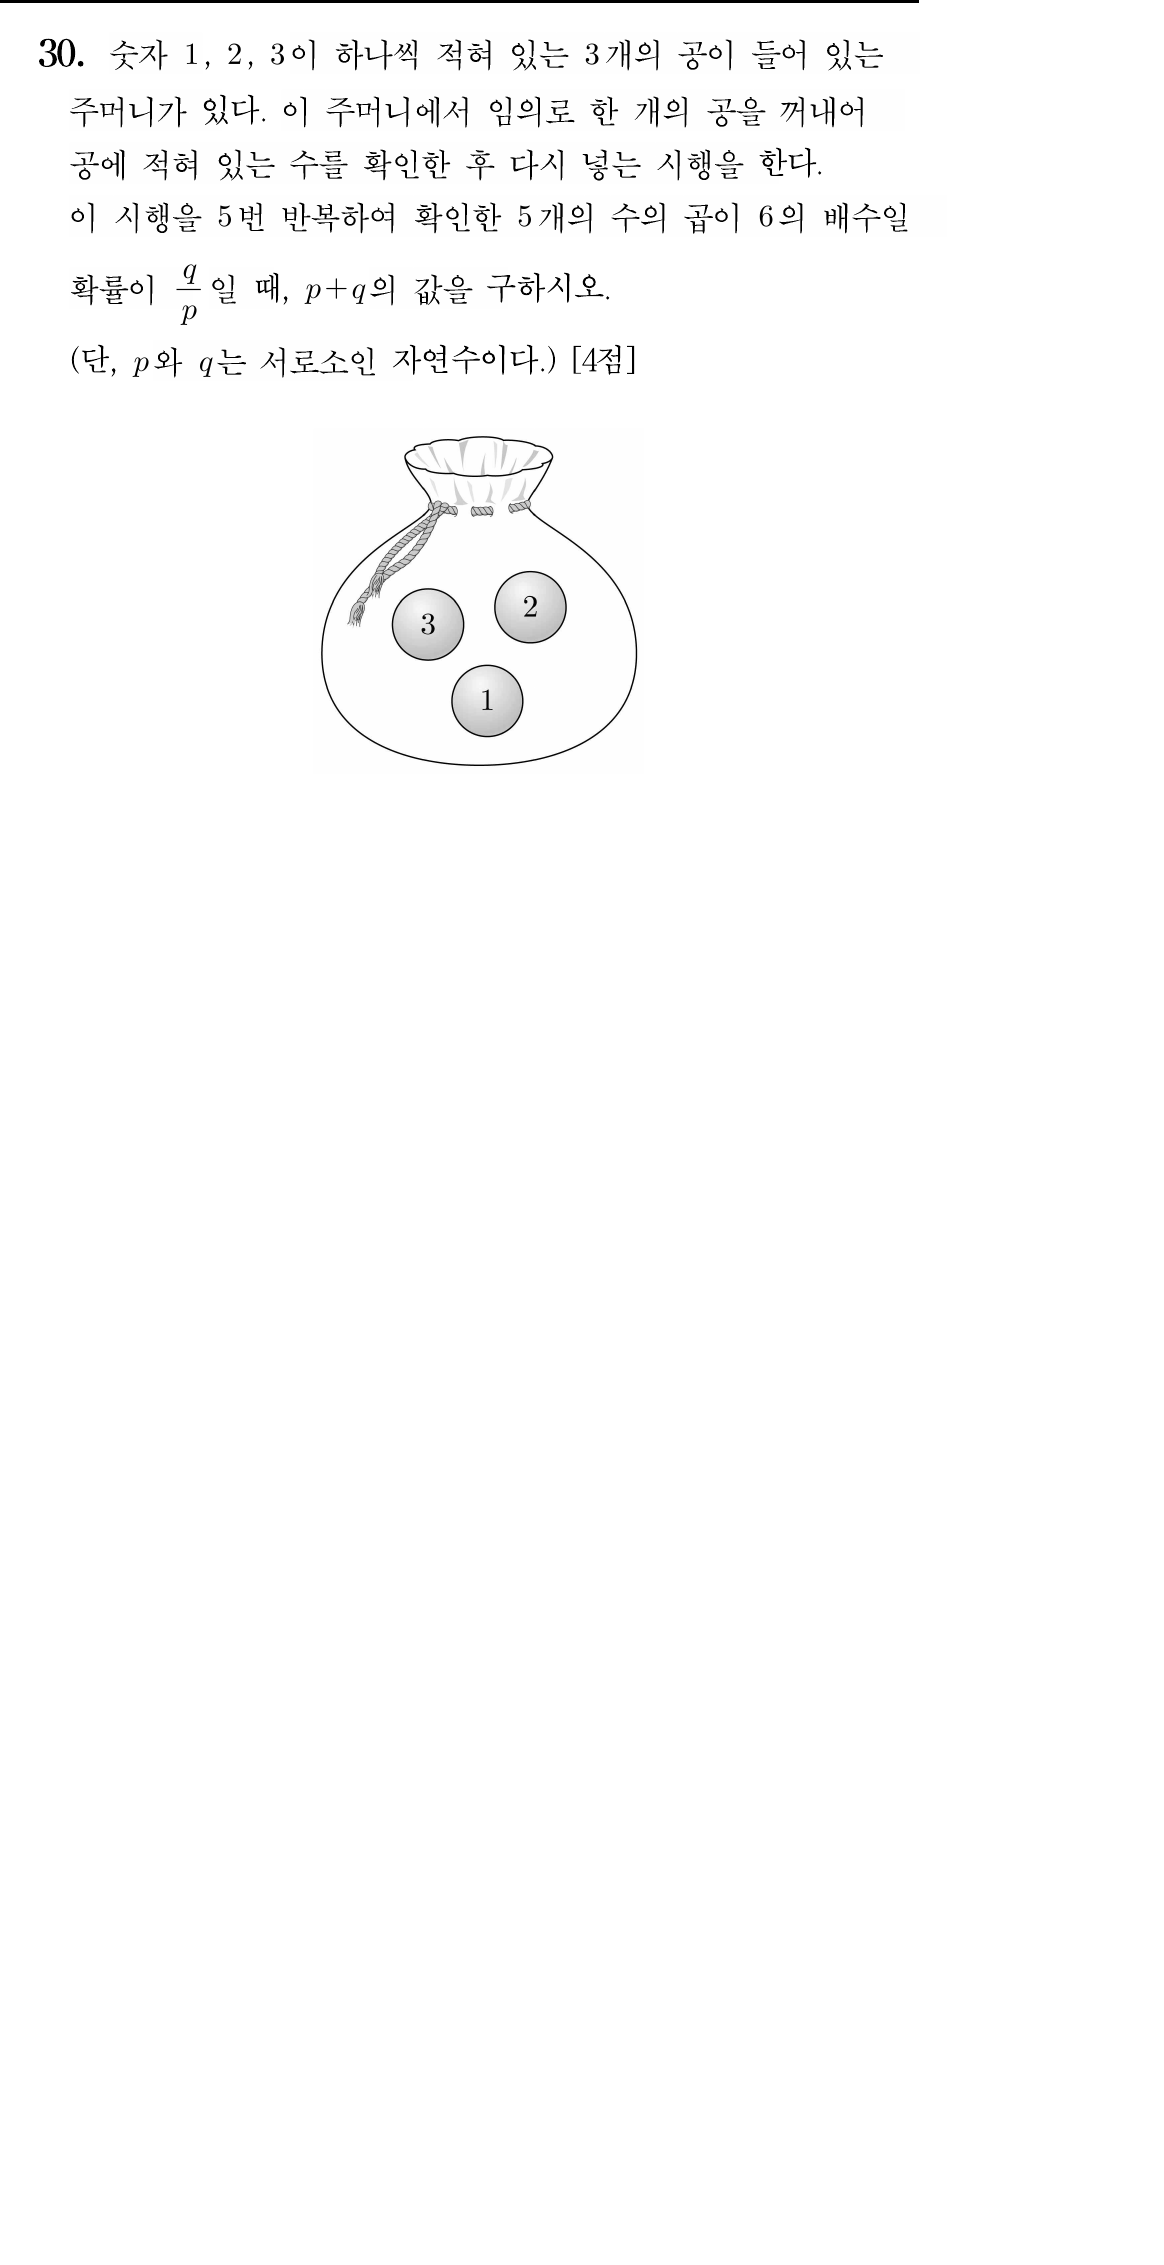 30. 숫자 1, 2, 3이 하나씩 적혀 있는 3개의 공이 들어 있는
주머니가 있다. 이 주머니에서 임의로 한 개의 공을 꺼내어
공에 적혀 있는 수를 확인한 후 다시 넣는 시행을 한다.
이 시행을 5번 반복하여 확인한 5개의 수의 곱이 6의 배수일
확률이 q/p일 때, p+q의 값을 구하시오.
(단, p와 q는 서로소인 자연수이다.) [4점]
3
2
1